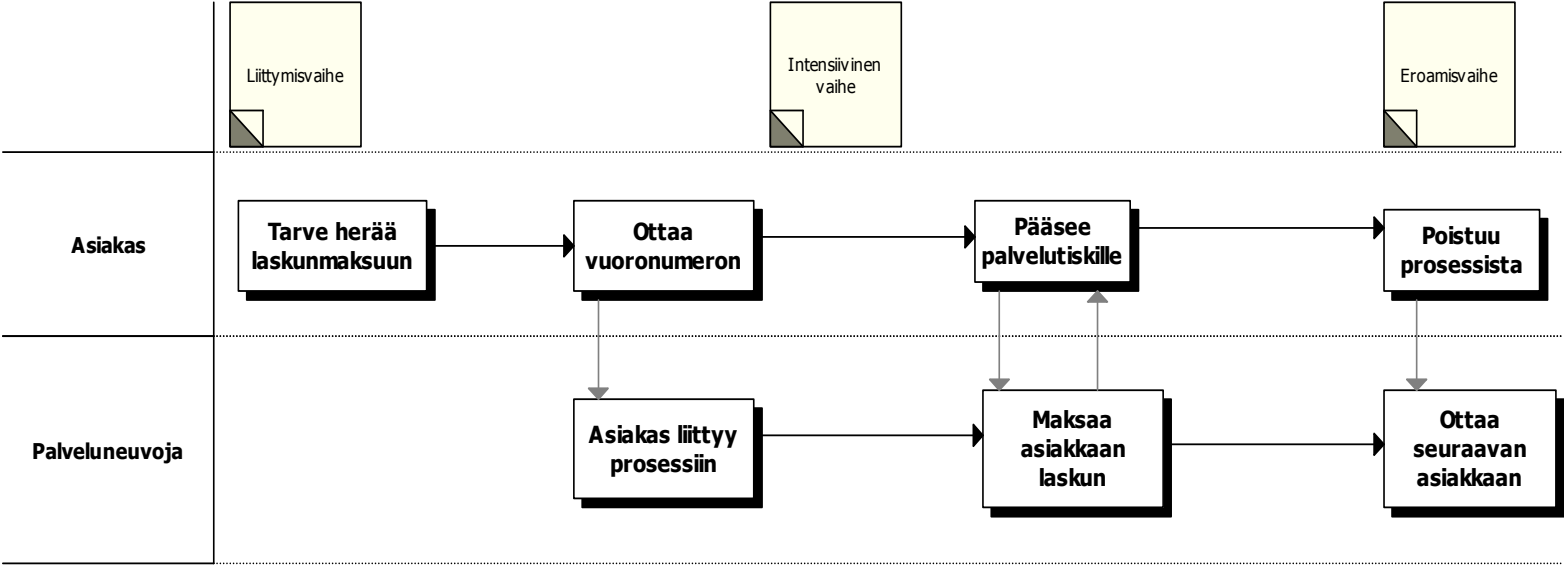 Liittymisvaihe
Intensiivinen
vaihe
Eroamisvaihe
Asiakas
Tarve herää
laskunmaksuun
Ottaa
vuoronumeron
Pääsee
palvelutiskille
Poistuu
prosessista
Palveluneuvoja
Asiakas liittyy
prosessiin
Maksaa
asiakkaan
laskun
Ottaa
seuraavan
asiakkaan